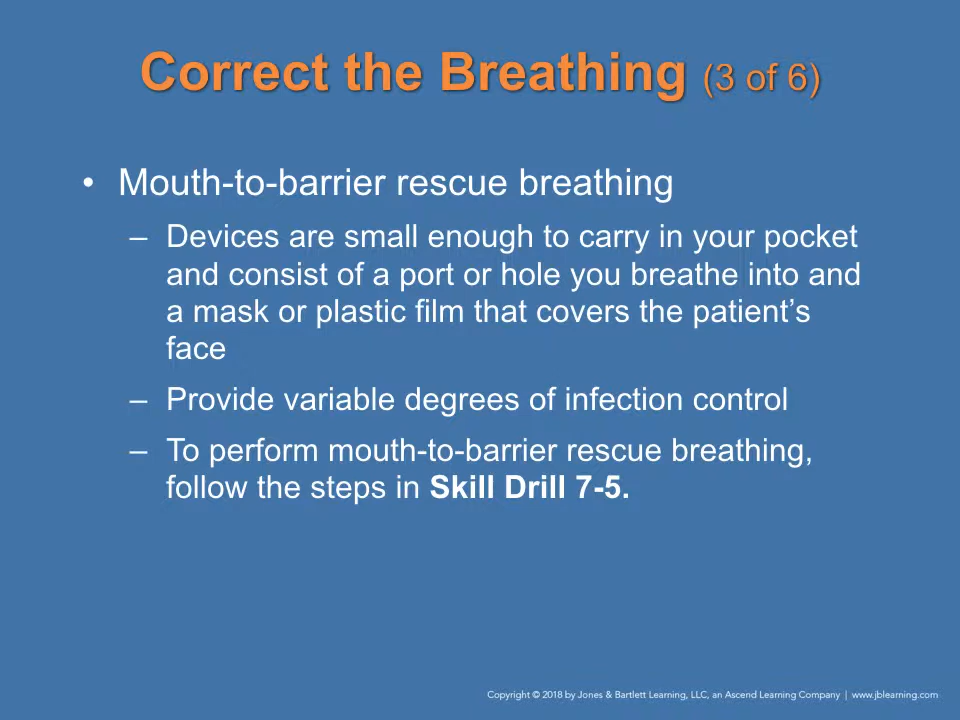 Correct the Breathing (3 of 6)
• Mouth-to-barrier rescue breathing
– Devices are small enough to carry in your pocket
and consist of a port or hole you breathe into and
a mask or plastic film that covers the patient’s
face
– Provide variable degrees of infection control
– To perform mouth-to-barrier rescue breathing,
follow the steps in Skill Drill 7-5.
Copyright © 2018 by Jones & Bartlett Learning, LLC, an Ascend Learning Company | www.jblearning.com